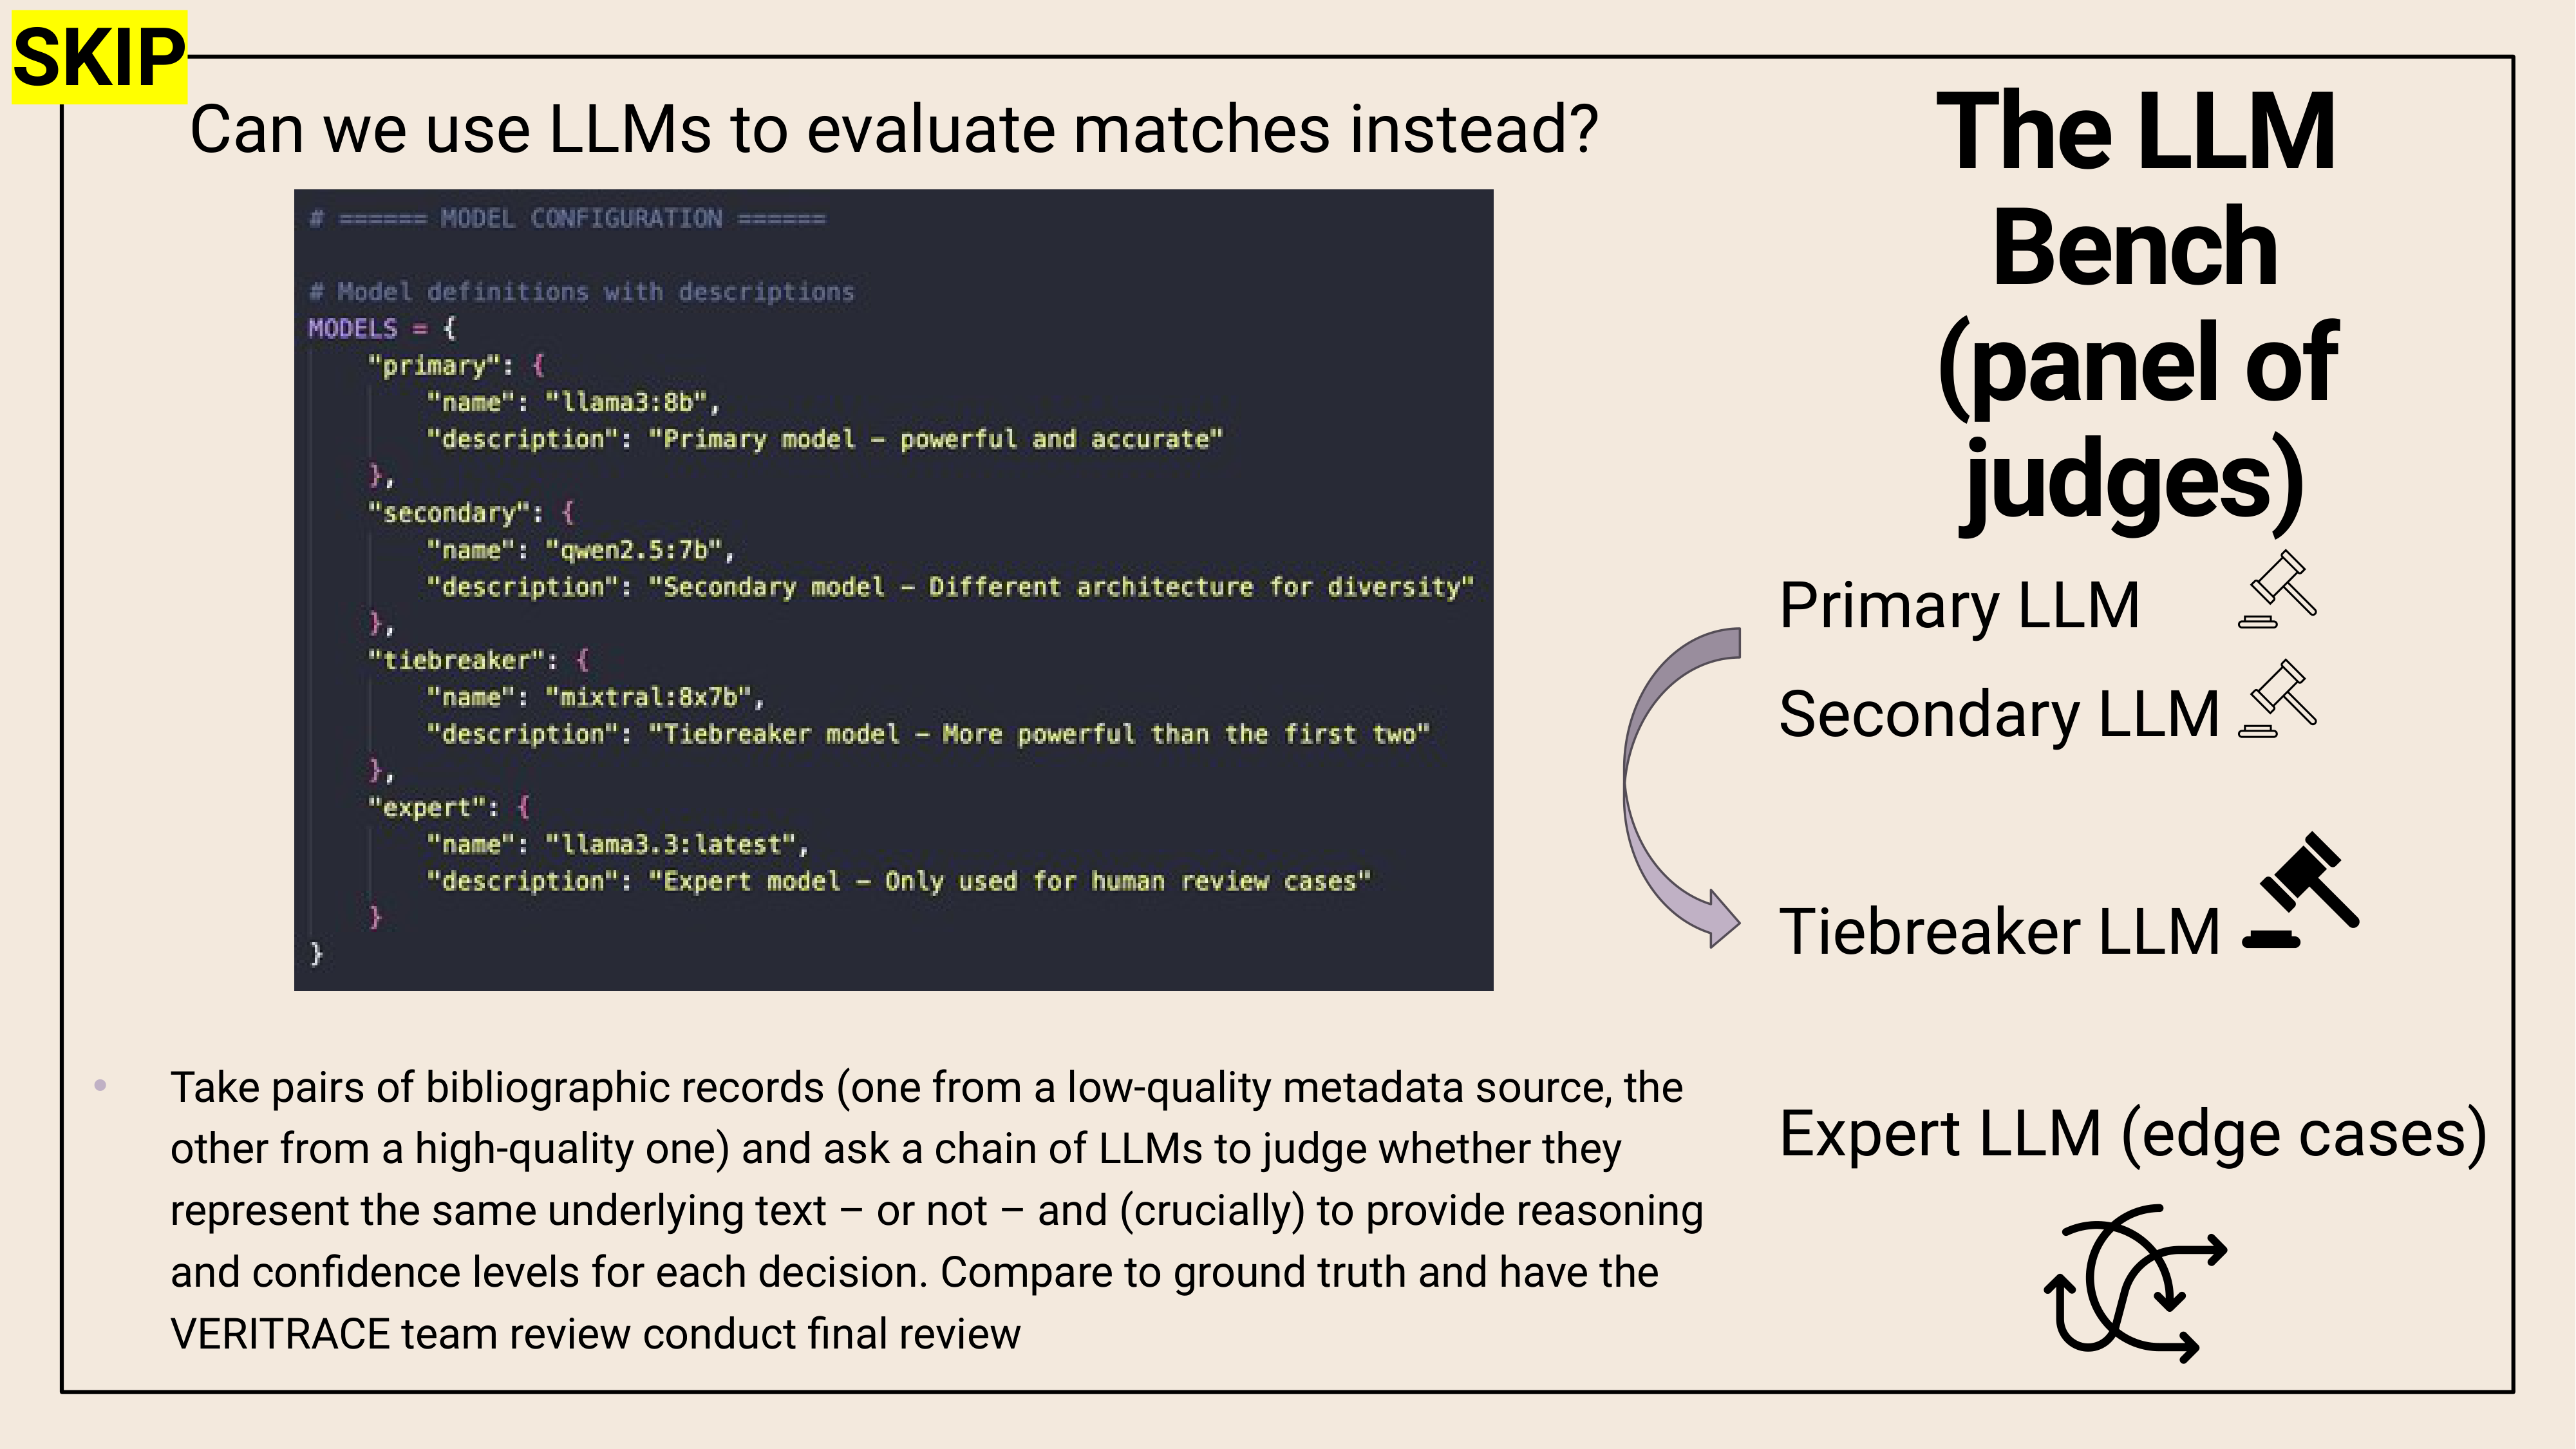 SKIP
Can we use LLMs to evaluate matches instead?
# ====== MODEL CONFIGURATION ======
# Model definitions with descriptions
MODELS = {
"primary": {
"name": "llama3:8b",
"description": "Primary model – powerful and accurate"
},
"secondary": {
"name": "qwen2.5:7b",
"description": "Secondary model – Different architecture for diversity"
},
"tiebreaker": {
"name": "mixtral:8x7b",
"description": "Tiebreaker model – More powerful than the first two"
},
"expert": {
"name": "llama3.3:latest",
"description": "Expert model – Only used for human review cases"
}
}
• Take pairs of bibliographic records (one from a low-quality metadata source, the
other from a high-quality one) and ask a chain of LLMs to judge whether they
represent the same underlying text – or not – and (crucially) to provide reasoning
and confidence levels for each decision. Compare to ground truth and have the
VERITRACE team review conduct final review
The LLM
Bench
(panel of
judges)
Primary LLM
Secondary LLM
Tiebreaker LLM
Expert LLM (edge cases)